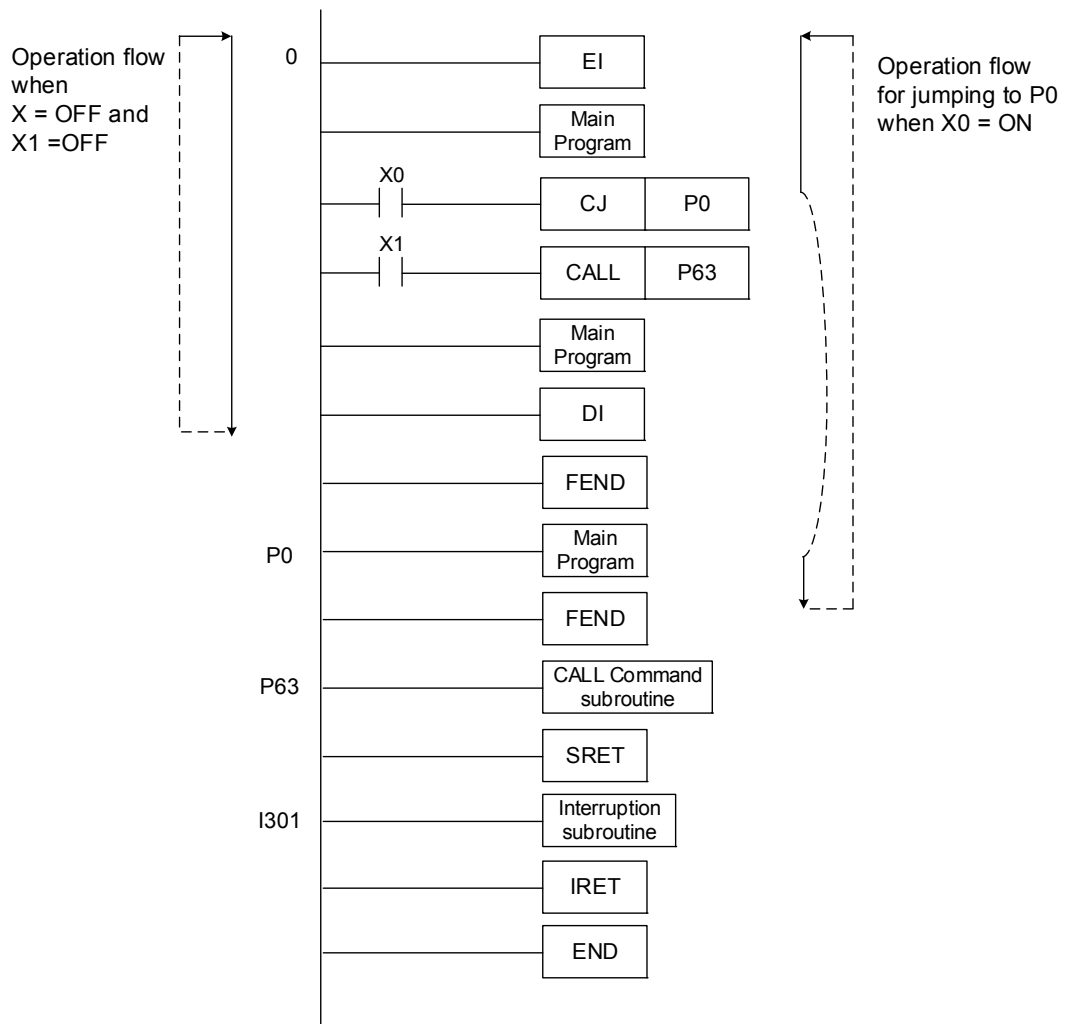 Operation flow
when
X = OFF and
X1 =OFF
0
EI
Operation flow
for jumping to P0
when X0 = ON
Main
Program
X0
CJ P0
X1
CALL P63
Main
Program
DI
FEND
P0
Main
Program
FEND
P63
CALL Command
subroutine
SRET
I301
Interruption
subroutine
IRET
END